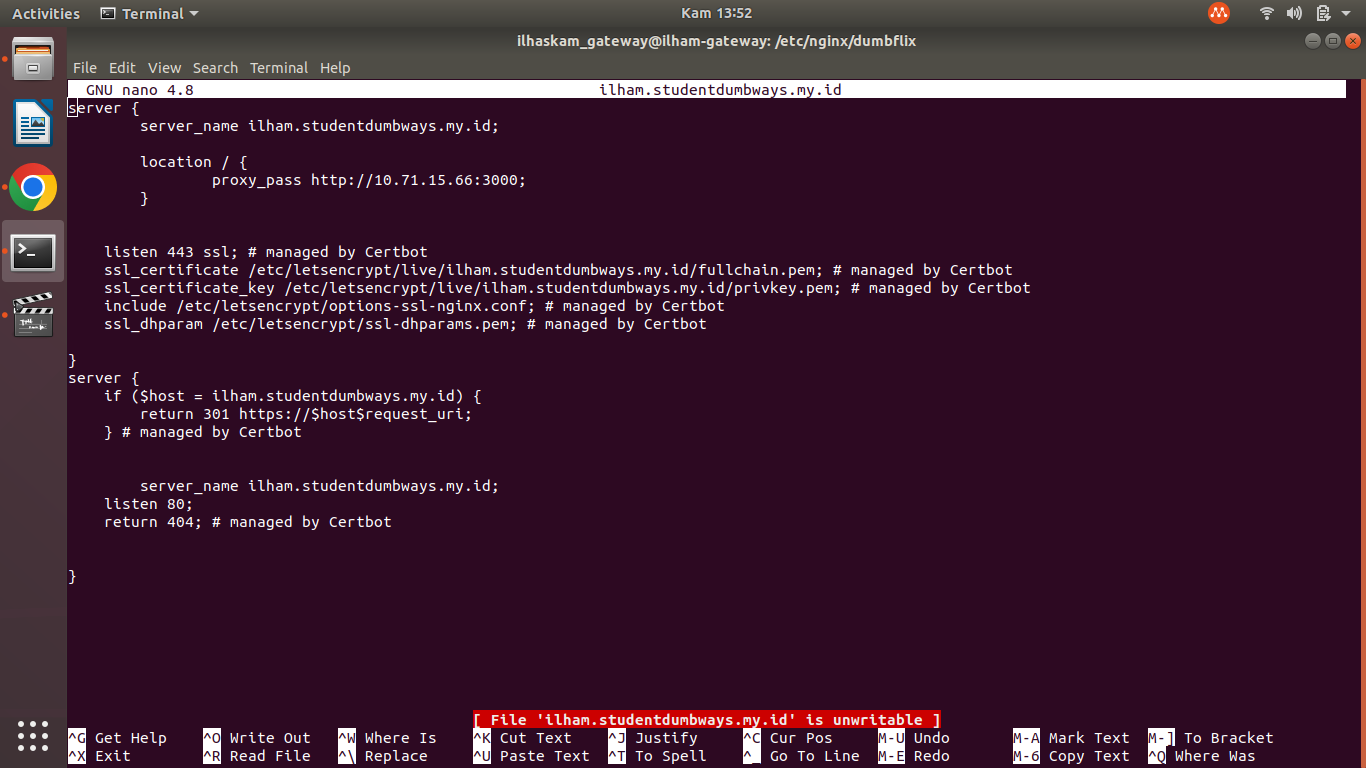 Activities Terminal Kam 13:52
ilhaskam_gateway@ilham-gateway: /etc/nginx/dumbflix
File Edit View Search Terminal Help
GNU nano 4.8 ilham.studentdumbways.my.id
server {
        server_name ilham.studentdumbways.my.id;
        location / {
                proxy_pass http://10.71.15.66:3000;
        }
    listen 443 ssl; # managed by Certbot
    ssl_certificate /etc/letsencrypt/live/ilham.studentdumbways.my.id/fullchain.pem; # managed by Certbot
    ssl_certificate_key /etc/letsencrypt/live/ilham.studentdumbways.my.id/privkey.pem; # managed by Certbot
    include /etc/letsencrypt/options-ssl-nginx.conf; # managed by Certbot
    ssl_dhparam /etc/letsencrypt/ssl-dhparams.pem; # managed by Certbot
}
server {
    if ($host = ilham.studentdumbways.my.id) {
        return 301 https://$host$request_uri;
    } # managed by Certbot
        server_name ilham.studentdumbways.my.id;
    listen 80;
    return 404; # managed by Certbot
}
[ File 'ilham.studentdumbways.my.id' is unwritable ]
^G Get Help ^O Write Out ^W Where Is ^K Cut Text ^J Justify ^C Cur Pos M-U Undo M-A Mark Text M-] To Bracket
^X Exit ^R Read File ^\ Replace ^U Paste Text ^T To Spell ^_ Go To Line M-E Redo M-6 Copy Text ^Q Where Was